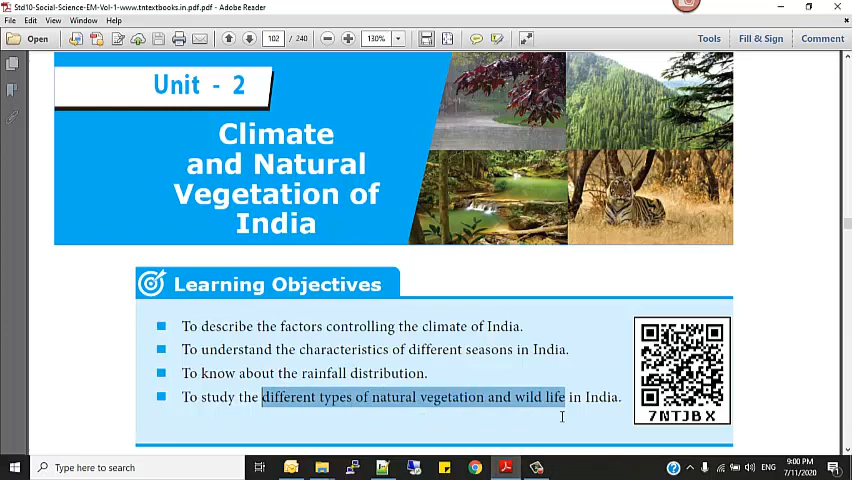 Std10-Social-Science-EM-Vol-1-www.tntextbooks.in.pdf.pdf - Adobe Reader
File Edit View Window Help
Open 102 / 240 130% Tools Fill & Sign Comment
Unit - 2
Climate
and Natural
Vegetation of
India
Learning Objectives
To describe the factors controlling the climate of India.
To understand the characteristics of different seasons in India.
To know about the rainfall distribution.
To study the different types of natural vegetation and wild life in India.
7NTJBX
Type here to search
ENG
9:00 PM
7/11/2020